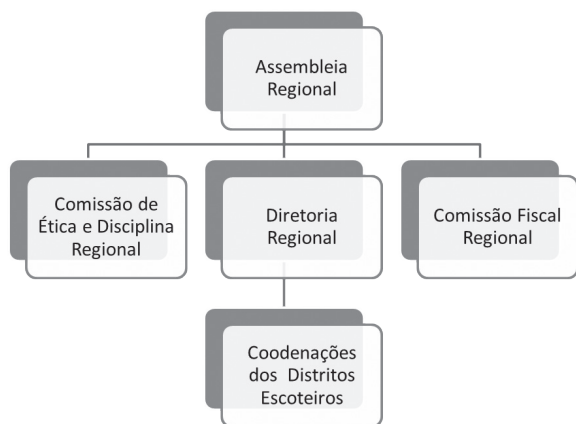 Assembleia
Regional
Comissão de
Ética e Disciplina
Regional
Diretoria
Regional
Comissão Fiscal
Regional
Coodenações
dos Distritos
Escoteiros